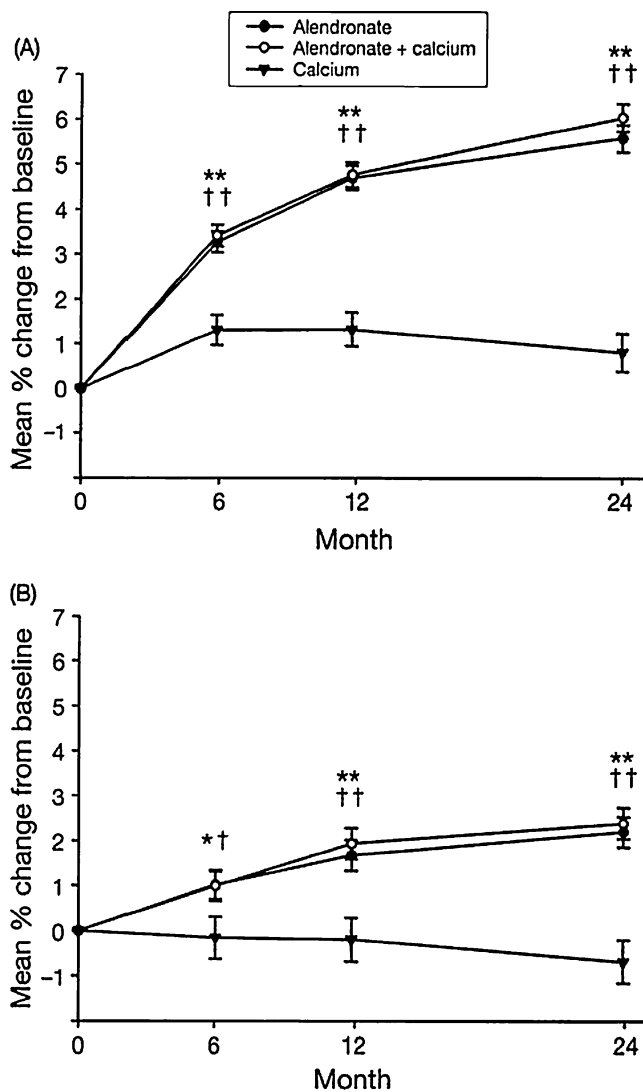 Alendronate
Alendronate + calcium
Calcium
(A)
Mean % change from baseline
7
6
5
4
3
2
1
0
−1
**
††
**
††
**
††
0 6 12 24
Month
(B)
Mean % change from baseline
7
6
5
4
3
2
1
0
−1
*†
**
††
**
††
0 6 12 24
Month